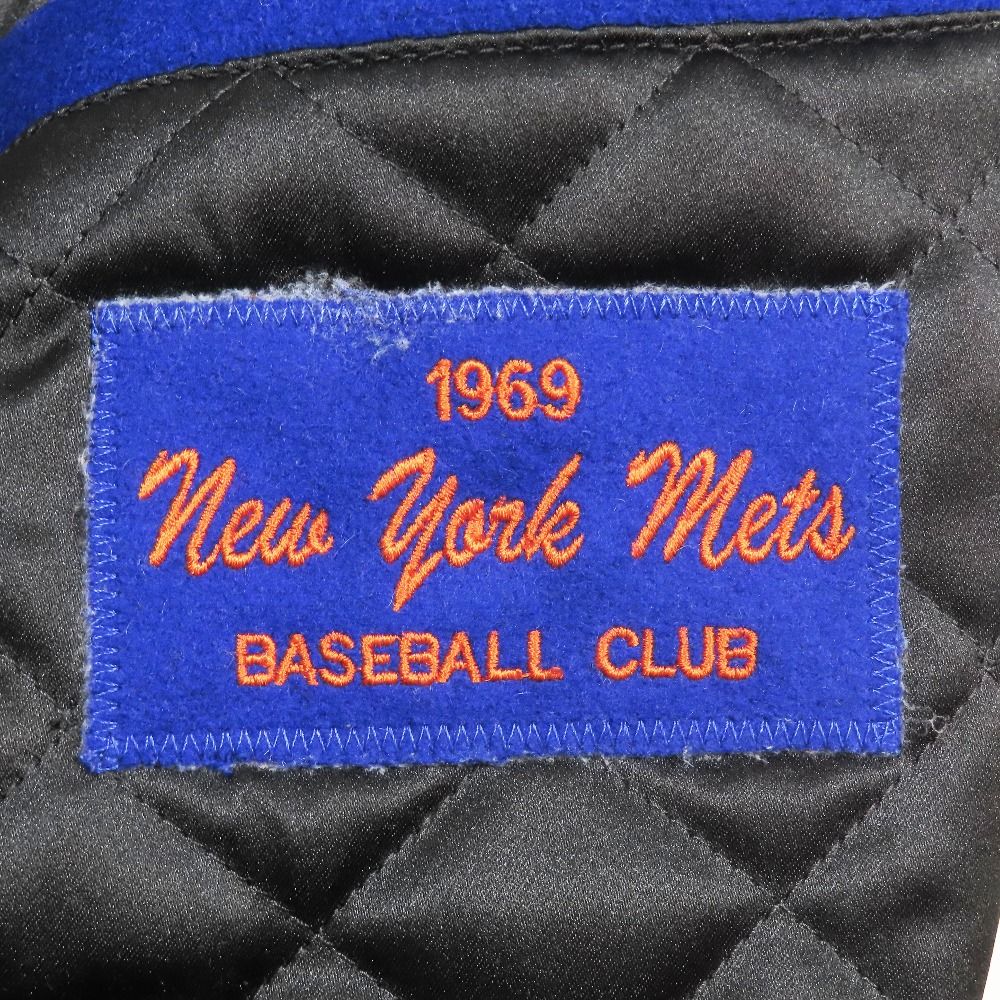 1969
New York Mets
BASEBALL CLUB